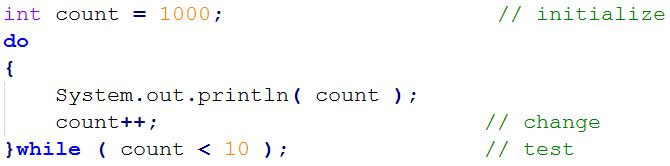 int count = 1000; // initialize
do
{
System.out.println( count );
count++; // change
}while ( count < 10 ); // test